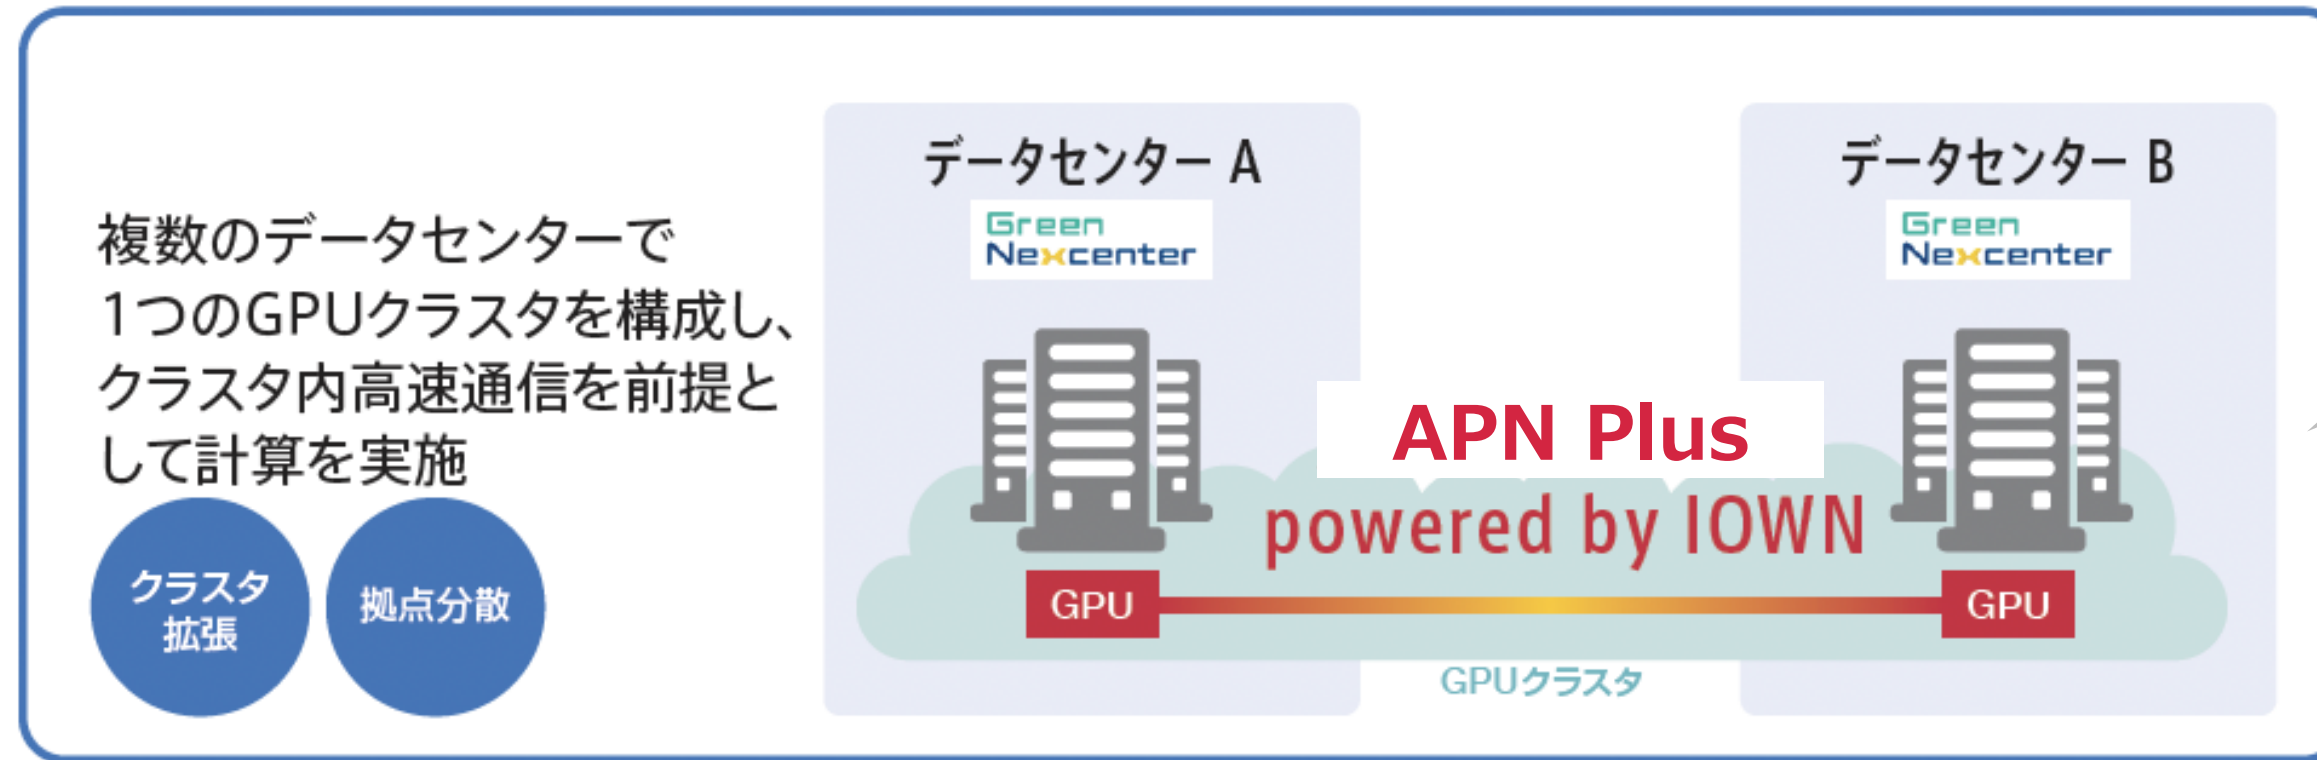 複数のデータセンターで
1つのGPUクラスタを構成し、
クラスタ内高速通信を前提と
して計算を実施
クラスタ
拡張
拠点分散
データセンター A
Green
Nexcenter
データセンター B
Green
Nexcenter
APN Plus
powered by IOWN
GPU
GPU
GPUクラスタ